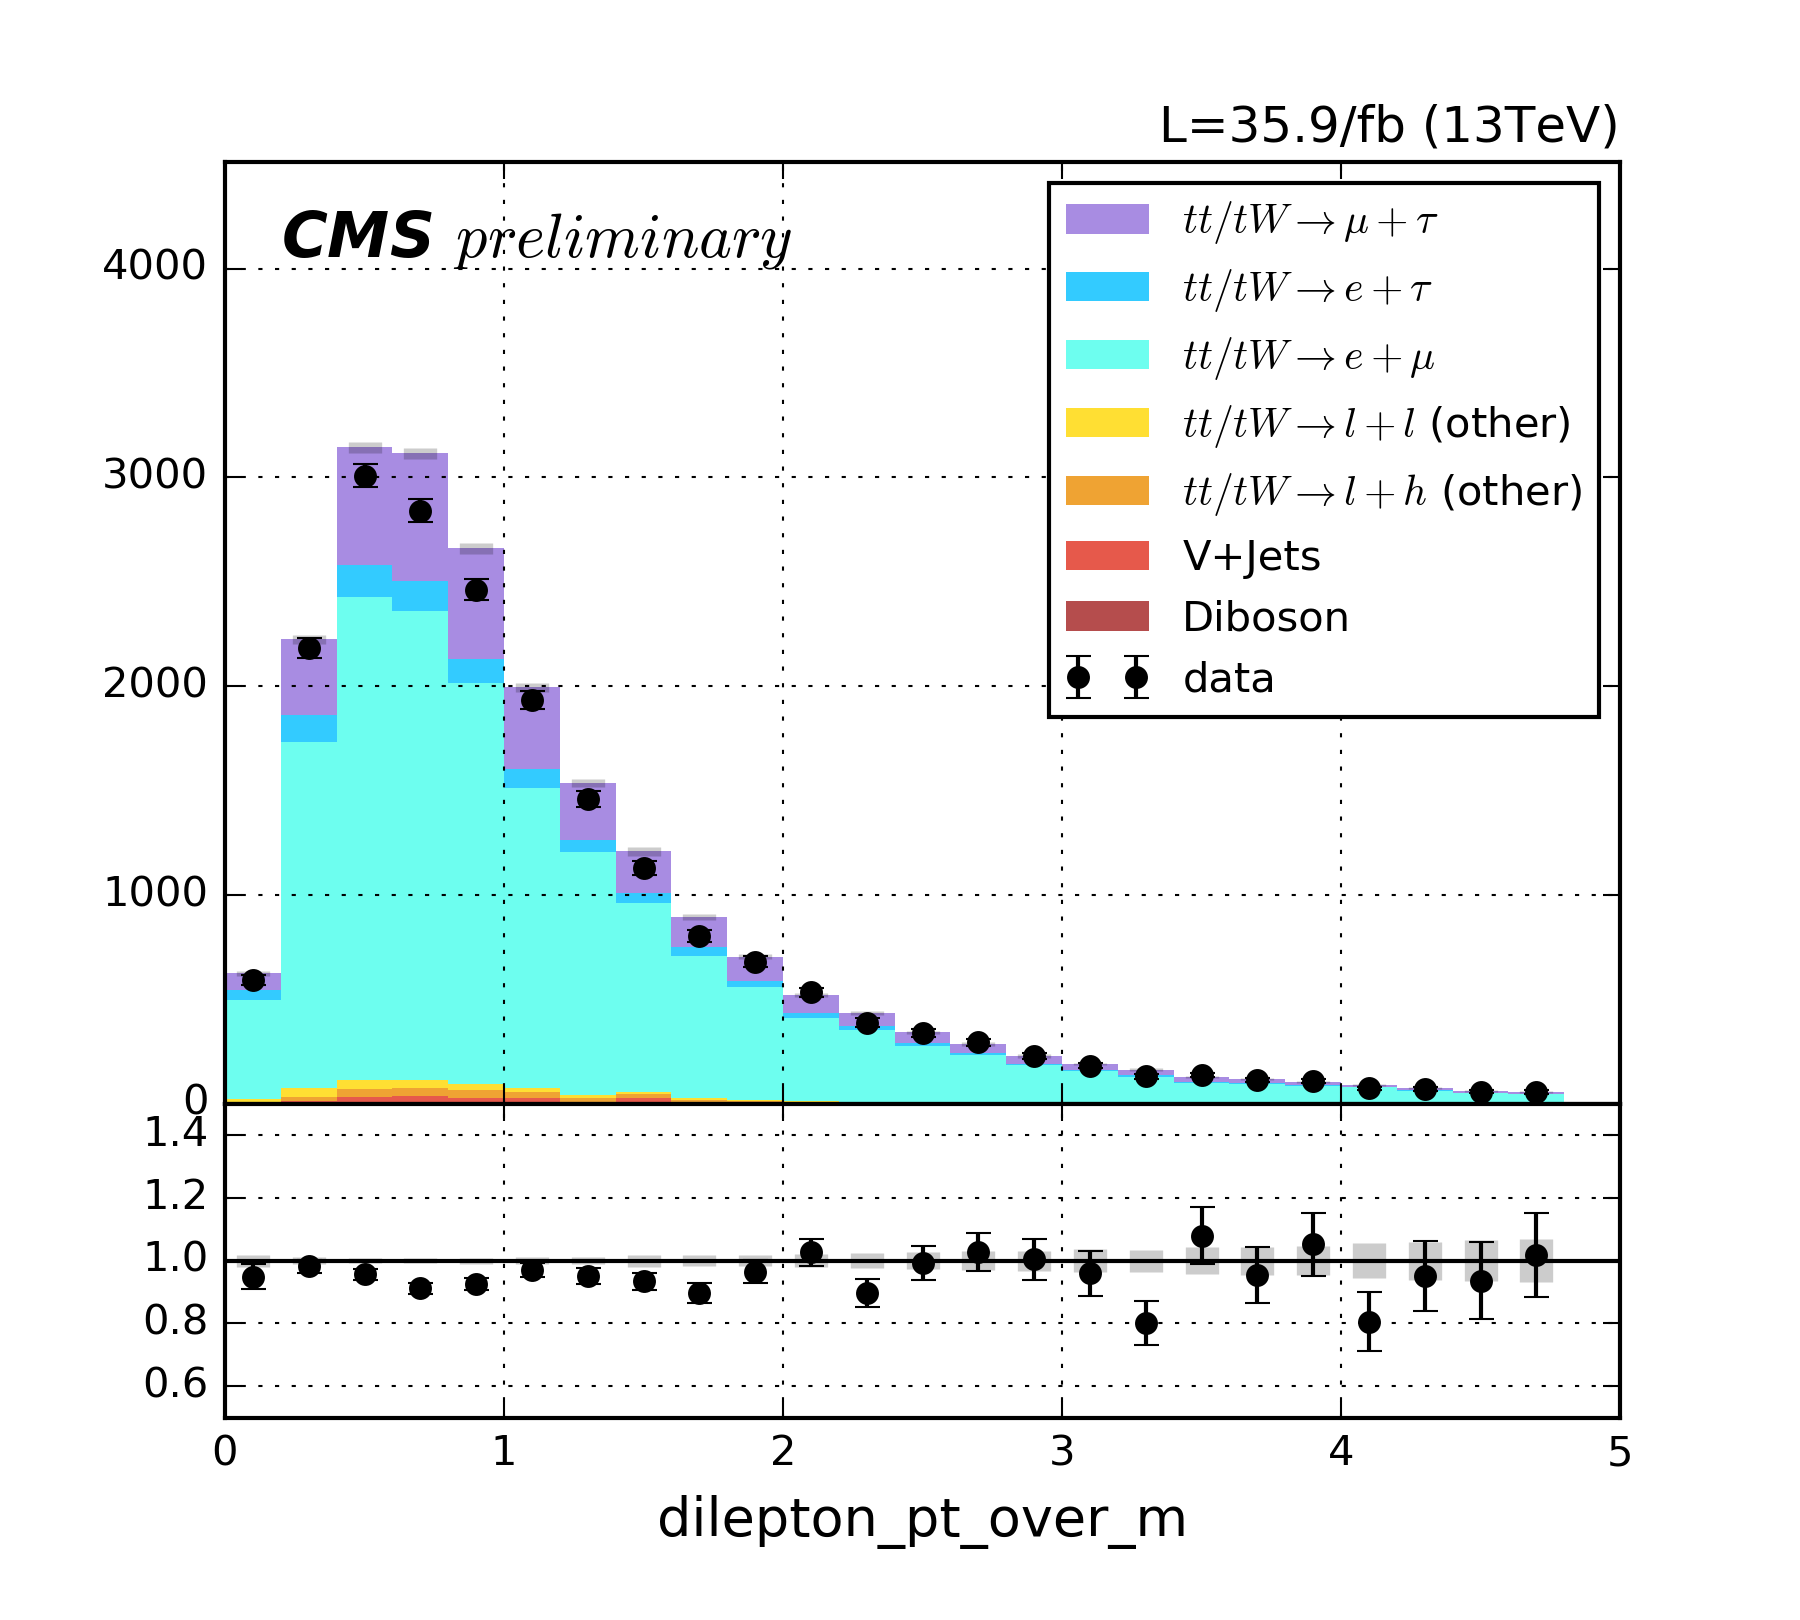 L=35.9/fb (13TeV)
CMS preliminary
tt/tW→μ+τ
tt/tW→e+τ
tt/tW→e+μ
tt/tW→l+l (other)
tt/tW→l+h (other)
V+Jets
Diboson
data
4000
3000
2000
1000
0
1.4
1.2
1.0
0.8
0.6
0 1 2 3 4 5
dilepton_pt_over_m